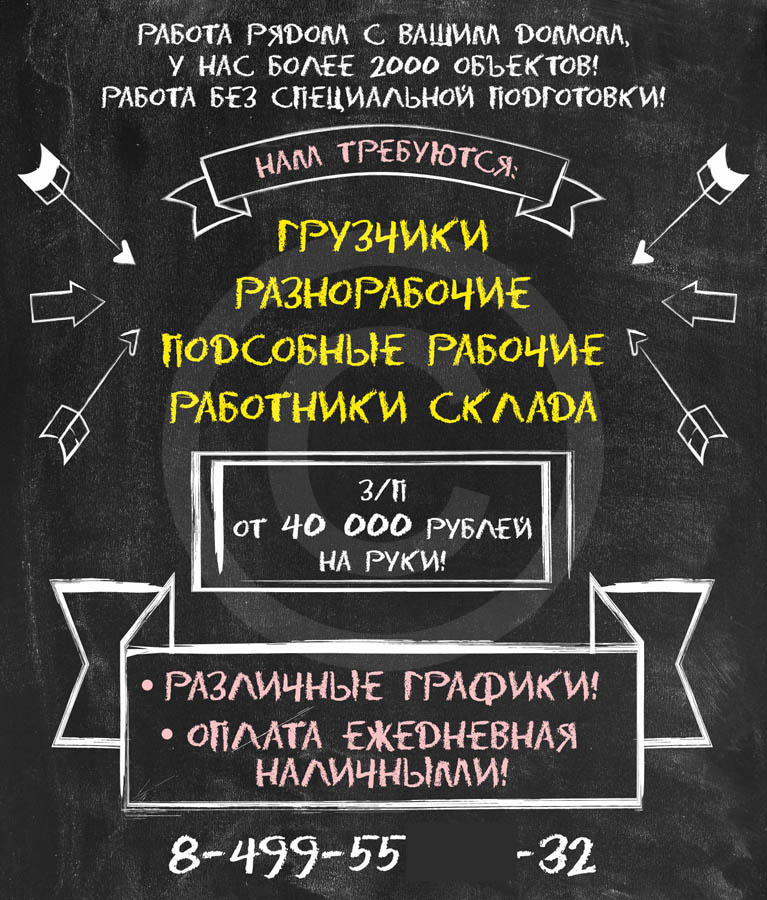 РАБОТА РЯДОМ С ВАШИМ ДОМОМ,
У НАС БОЛЕЕ 2000 ОБЪЕКТОВ!
РАБОТА БЕЗ СПЕЦИАЛЬНОЙ ПОДГОТОВКИ!
НАМ ТРЕБУЮТСЯ:
ГРУЗЧИКИ
РАЗНОРАБОЧИЕ
ПОДСОБНЫЕ РАБОЧИЕ
РАБОТНИКИ СКЛАДА
З/П
ОТ 40 000 РУБЛЕЙ
НА РУКИ!
• РАЗЛИЧНЫЕ ГРАФИКИ!
• ОПЛАТА ЕЖЕДНЕВНАЯ
НАЛИЧНЫМИ!
8-499-55 -32